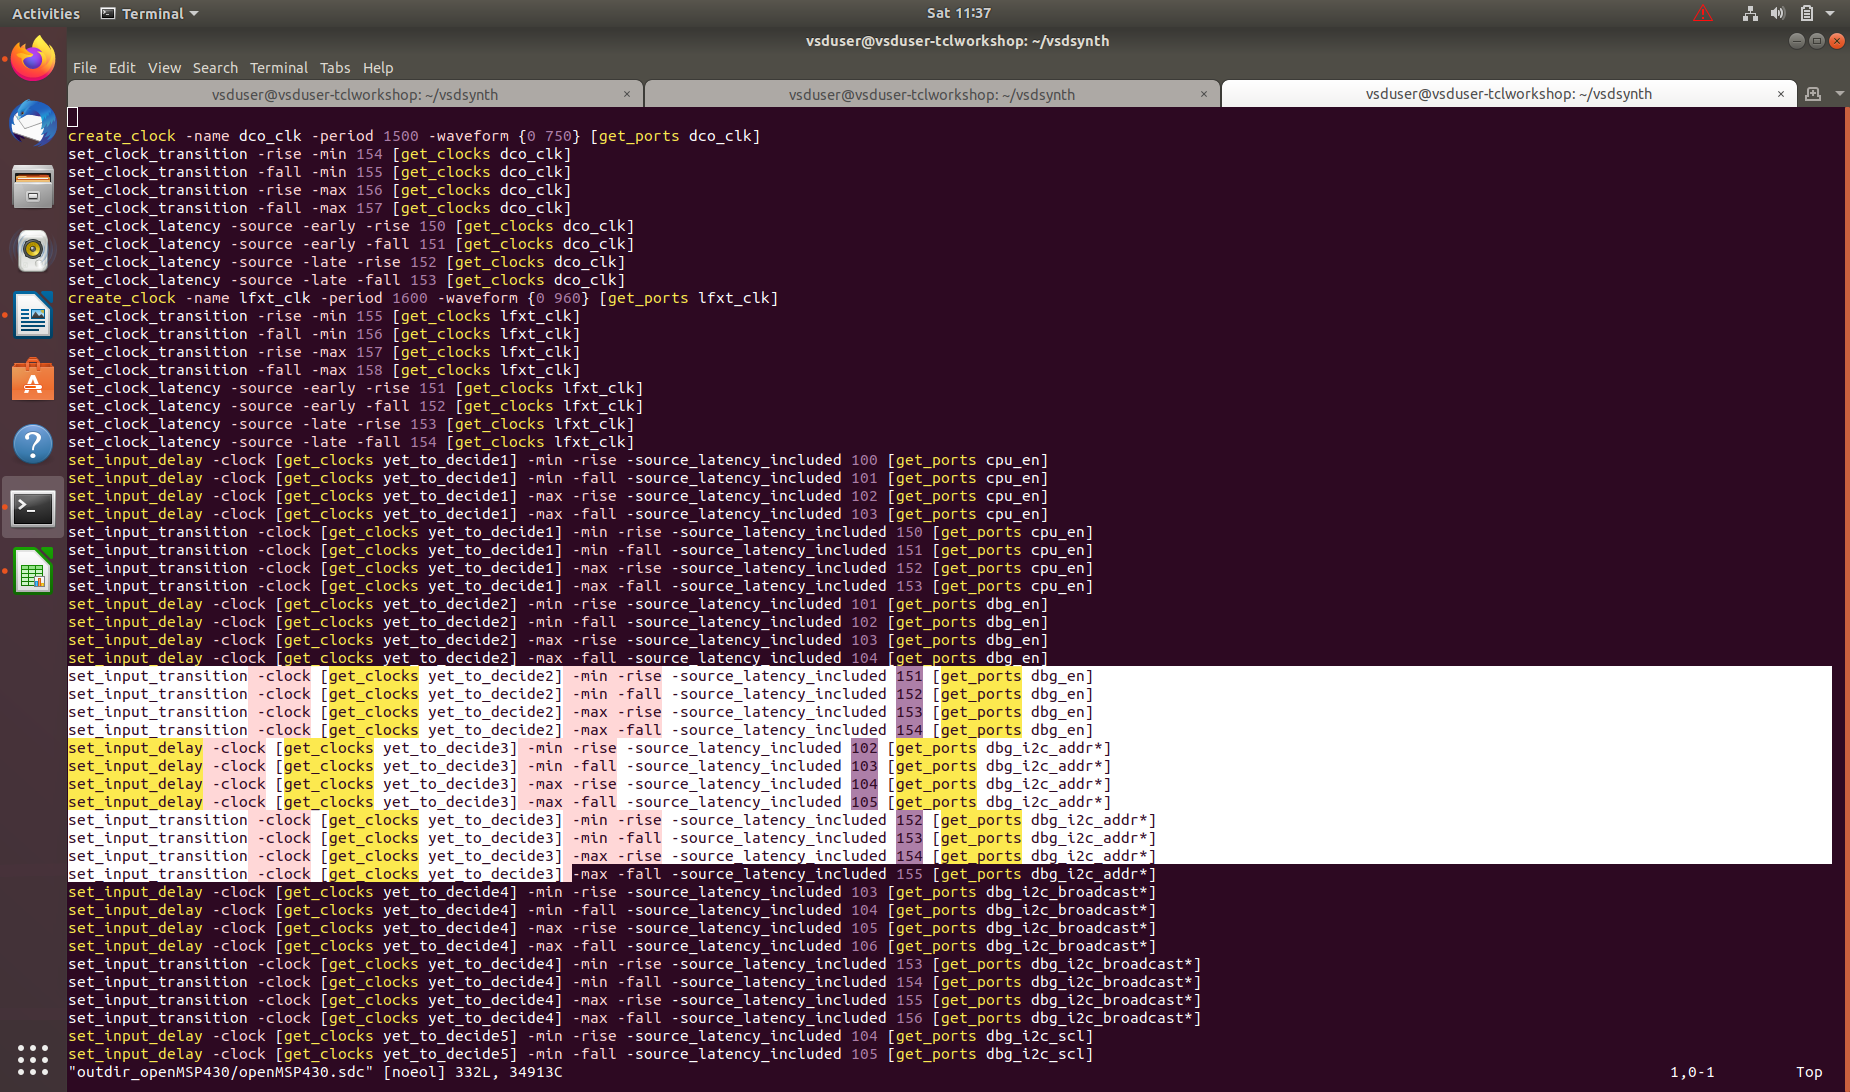 Activities
Terminal
Sat 11:37
vsduser@vsduser-tclworkshop: ~/vsdsynth
File Edit View Search Terminal Tabs Help
vsduser@vsduser-tclworkshop: ~/vsdsynth × vsduser@vsduser-tclworkshop: ~/vsdsynth × vsduser@vsduser-tclworkshop: ~/vsdsynth ×
create_clock -name dco_clk -period 1500 -waveform {0 750} [get_ports dco_clk]
set_clock_transition -rise -min 154 [get_clocks dco_clk]
set_clock_transition -fall -min 155 [get_clocks dco_clk]
set_clock_transition -rise -max 156 [get_clocks dco_clk]
set_clock_transition -fall -max 157 [get_clocks dco_clk]
set_clock_latency -source -early -rise 150 [get_clocks dco_clk]
set_clock_latency -source -early -fall 151 [get_clocks dco_clk]
set_clock_latency -source -late -rise 152 [get_clocks dco_clk]
set_clock_latency -source -late -fall 153 [get_clocks dco_clk]
create_clock -name lfxt_clk -period 1600 -waveform {0 960} [get_ports lfxt_clk]
set_clock_transition -rise -min 155 [get_clocks lfxt_clk]
set_clock_transition -fall -min 156 [get_clocks lfxt_clk]
set_clock_transition -rise -max 157 [get_clocks lfxt_clk]
set_clock_transition -fall -max 158 [get_clocks lfxt_clk]
set_clock_latency -source -early -rise 151 [get_clocks lfxt_clk]
set_clock_latency -source -early -fall 152 [get_clocks lfxt_clk]
set_clock_latency -source -late -rise 153 [get_clocks lfxt_clk]
set_clock_latency -source -late -fall 154 [get_clocks lfxt_clk]
set_input_delay -clock [get_clocks yet_to_decide1] -min -rise -source_latency_included 100 [get_ports cpu_en]
set_input_delay -clock [get_clocks yet_to_decide1] -min -fall -source_latency_included 101 [get_ports cpu_en]
set_input_delay -clock [get_clocks yet_to_decide1] -max -rise -source_latency_included 102 [get_ports cpu_en]
set_input_delay -clock [get_clocks yet_to_decide1] -max -fall -source_latency_included 103 [get_ports cpu_en]
set_input_transition -clock [get_clocks yet_to_decide1] -min -rise -source_latency_included 150 [get_ports cpu_en]
set_input_transition -clock [get_clocks yet_to_decide1] -min -fall -source_latency_included 151 [get_ports cpu_en]
set_input_transition -clock [get_clocks yet_to_decide1] -max -rise -source_latency_included 152 [get_ports cpu_en]
set_input_transition -clock [get_clocks yet_to_decide1] -max -fall -source_latency_included 153 [get_ports cpu_en]
set_input_delay -clock [get_clocks yet_to_decide2] -min -rise -source_latency_included 101 [get_ports dbg_en]
set_input_delay -clock [get_clocks yet_to_decide2] -min -fall -source_latency_included 102 [get_ports dbg_en]
set_input_delay -clock [get_clocks yet_to_decide2] -max -rise -source_latency_included 103 [get_ports dbg_en]
set_input_delay -clock [get_clocks yet_to_decide2] -max -fall -source_latency_included 104 [get_ports dbg_en]
set_input_transition -clock [get_clocks yet_to_decide2] -min -rise -source_latency_included 151 [get_ports dbg_en]
set_input_transition -clock [get_clocks yet_to_decide2] -min -fall -source_latency_included 152 [get_ports dbg_en]
set_input_transition -clock [get_clocks yet_to_decide2] -max -rise -source_latency_included 153 [get_ports dbg_en]
set_input_transition -clock [get_clocks yet_to_decide2] -max -fall -source_latency_included 154 [get_ports dbg_en]
set_input_delay -clock [get_clocks yet_to_decide3] -min -rise -source_latency_included 102 [get_ports dbg_i2c_addr*]
set_input_delay -clock [get_clocks yet_to_decide3] -min -fall -source_latency_included 103 [get_ports dbg_i2c_addr*]
set_input_delay -clock [get_clocks yet_to_decide3] -max -rise -source_latency_included 104 [get_ports dbg_i2c_addr*]
set_input_delay -clock [get_clocks yet_to_decide3] -max -fall -source_latency_included 105 [get_ports dbg_i2c_addr*]
set_input_transition -clock [get_clocks yet_to_decide3] -min -rise -source_latency_included 152 [get_ports dbg_i2c_addr*]
set_input_transition -clock [get_clocks yet_to_decide3] -min -fall -source_latency_included 153 [get_ports dbg_i2c_addr*]
set_input_transition -clock [get_clocks yet_to_decide3] -max -rise -source_latency_included 154 [get_ports dbg_i2c_addr*]
set_input_transition -clock [get_clocks yet_to_decide3] -max -fall -source_latency_included 155 [get_ports dbg_i2c_addr*]
set_input_delay -clock [get_clocks yet_to_decide4] -min -rise -source_latency_included 103 [get_ports dbg_i2c_broadcast*]
set_input_delay -clock [get_clocks yet_to_decide4] -min -fall -source_latency_included 104 [get_ports dbg_i2c_broadcast*]
set_input_delay -clock [get_clocks yet_to_decide4] -max -rise -source_latency_included 105 [get_ports dbg_i2c_broadcast*]
set_input_delay -clock [get_clocks yet_to_decide4] -max -fall -source_latency_included 106 [get_ports dbg_i2c_broadcast*]
set_input_transition -clock [get_clocks yet_to_decide4] -min -rise -source_latency_included 153 [get_ports dbg_i2c_broadcast*]
set_input_transition -clock [get_clocks yet_to_decide4] -min -fall -source_latency_included 154 [get_ports dbg_i2c_broadcast*]
set_input_transition -clock [get_clocks yet_to_decide4] -max -rise -source_latency_included 155 [get_ports dbg_i2c_broadcast*]
set_input_transition -clock [get_clocks yet_to_decide4] -max -fall -source_latency_included 156 [get_ports dbg_i2c_broadcast*]
set_input_delay -clock [get_clocks yet_to_decide5] -min -rise -source_latency_included 104 [get_ports dbg_i2c_scl]
set_input_delay -clock [get_clocks yet_to_decide5] -min -fall -source_latency_included 105 [get_ports dbg_i2c_scl]
"outdir_openMSP430/openMSP430.sdc" [noeol] 332L, 34913C 1,0-1 Top